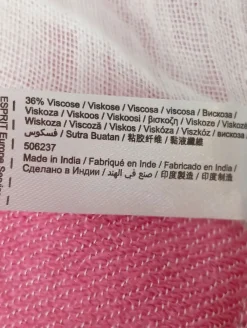 36% Viscose / Viskose / Viscosa / viscosa / Вискоза /
Viskoza / Viskoos / Viskoosi / βισκοζη / Viskoze / Viskozė
Wiskoza / Viscoză / Viskos / Viskóza / Viszkóz / вискоза
فسكوس / Sutra Buatan / 粘胶纤维 / 黏液纖維
506237
Made in India / Fabriqué en Inde / Fabricado en India /
Сделано в Индии / صنع في الهند / 印度製造 / 印度制造
ESPRIT Europe